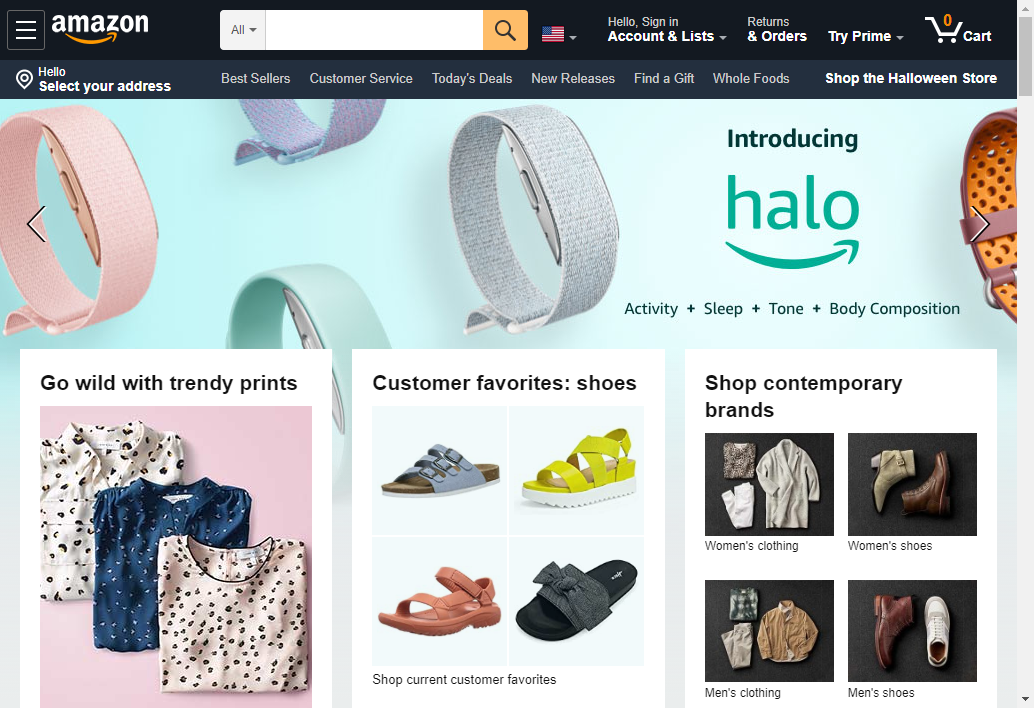 amazon
All
Hello, Sign in
Account & Lists
Returns
& Orders
Try Prime
0
Cart
Hello
Select your address
Best Sellers
Customer Service
Today's Deals
New Releases
Find a Gift
Whole Foods
Shop the Halloween Store
Introducing
halo
Activity + Sleep + Tone + Body Composition
Go wild with trendy prints
Customer favorites: shoes
Shop current customer favorites
Shop contemporary
brands
Women's clothing
Women's shoes
Men's clothing
Men's shoes